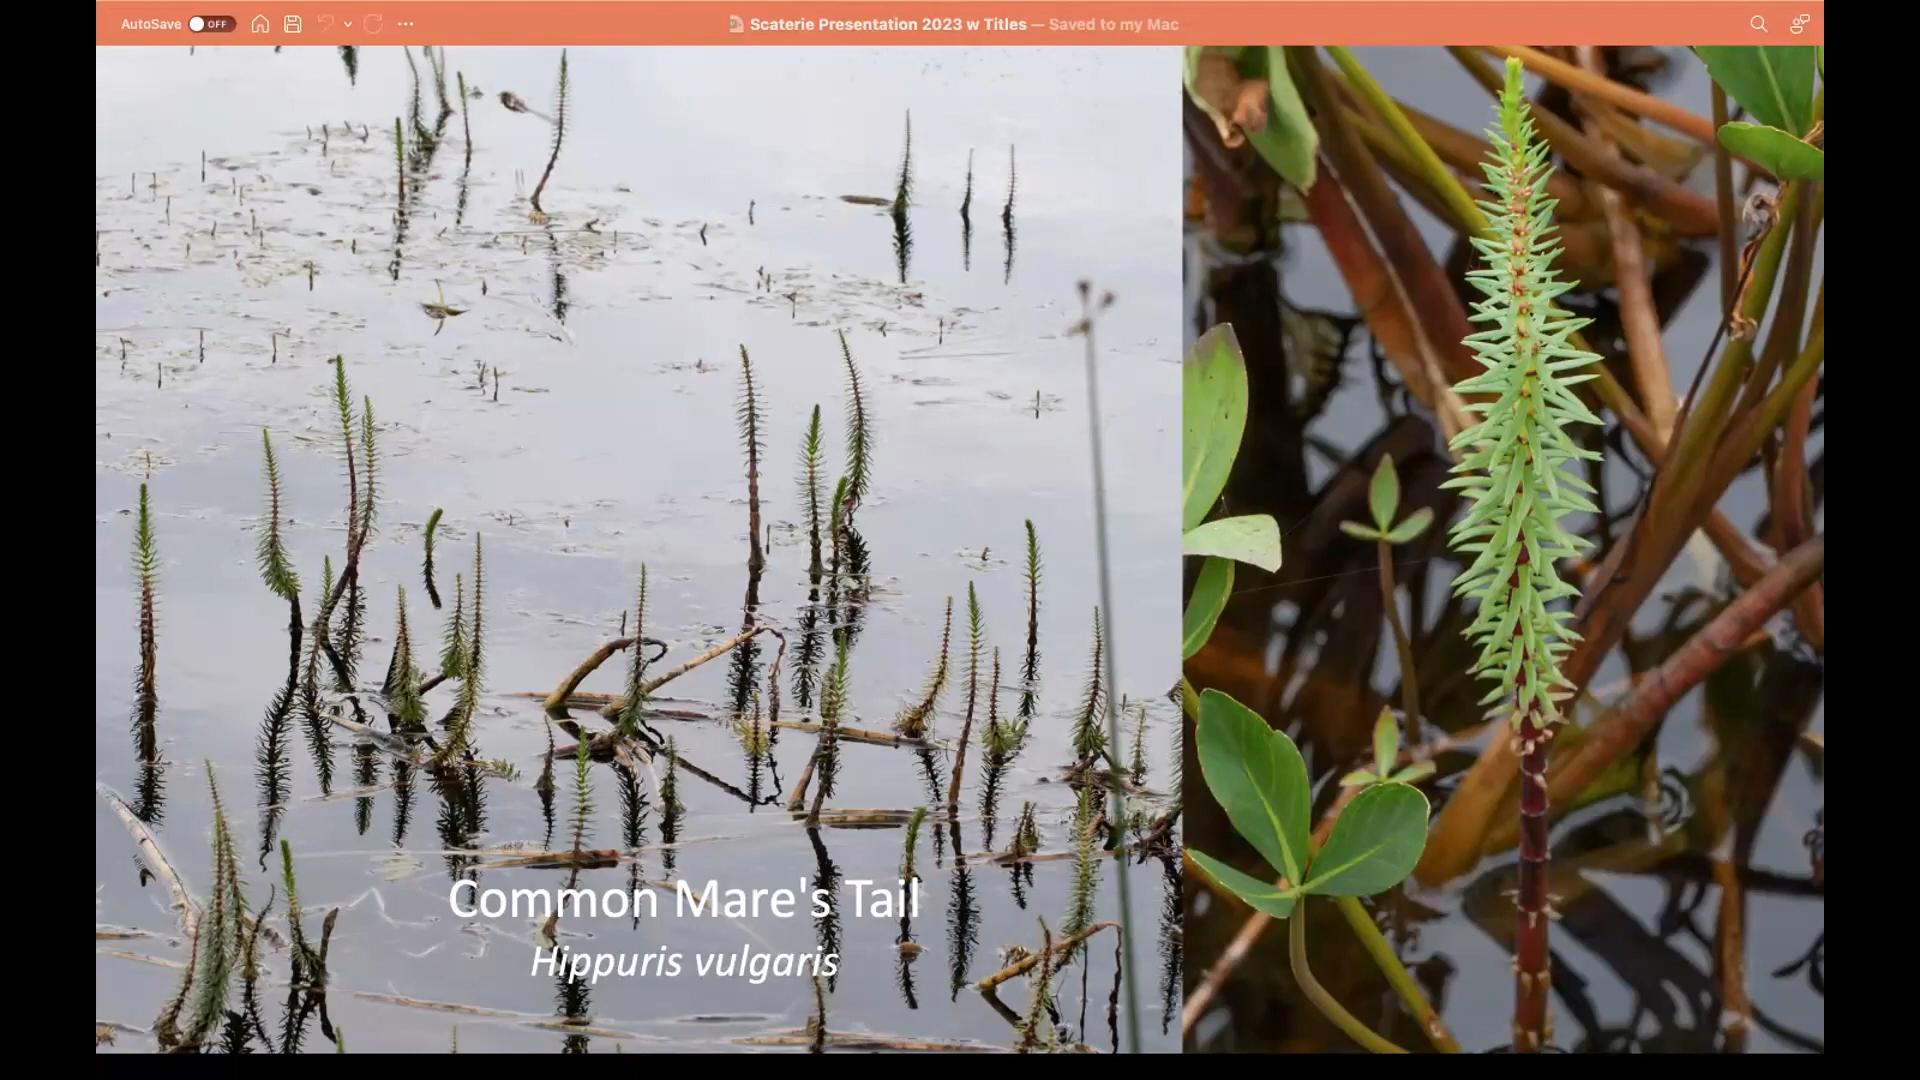 AutoSave OFF
Scaterie Presentation 2023 w Titles — Saved to my Mac
Common Mare's Tail
Hippuris vulgaris